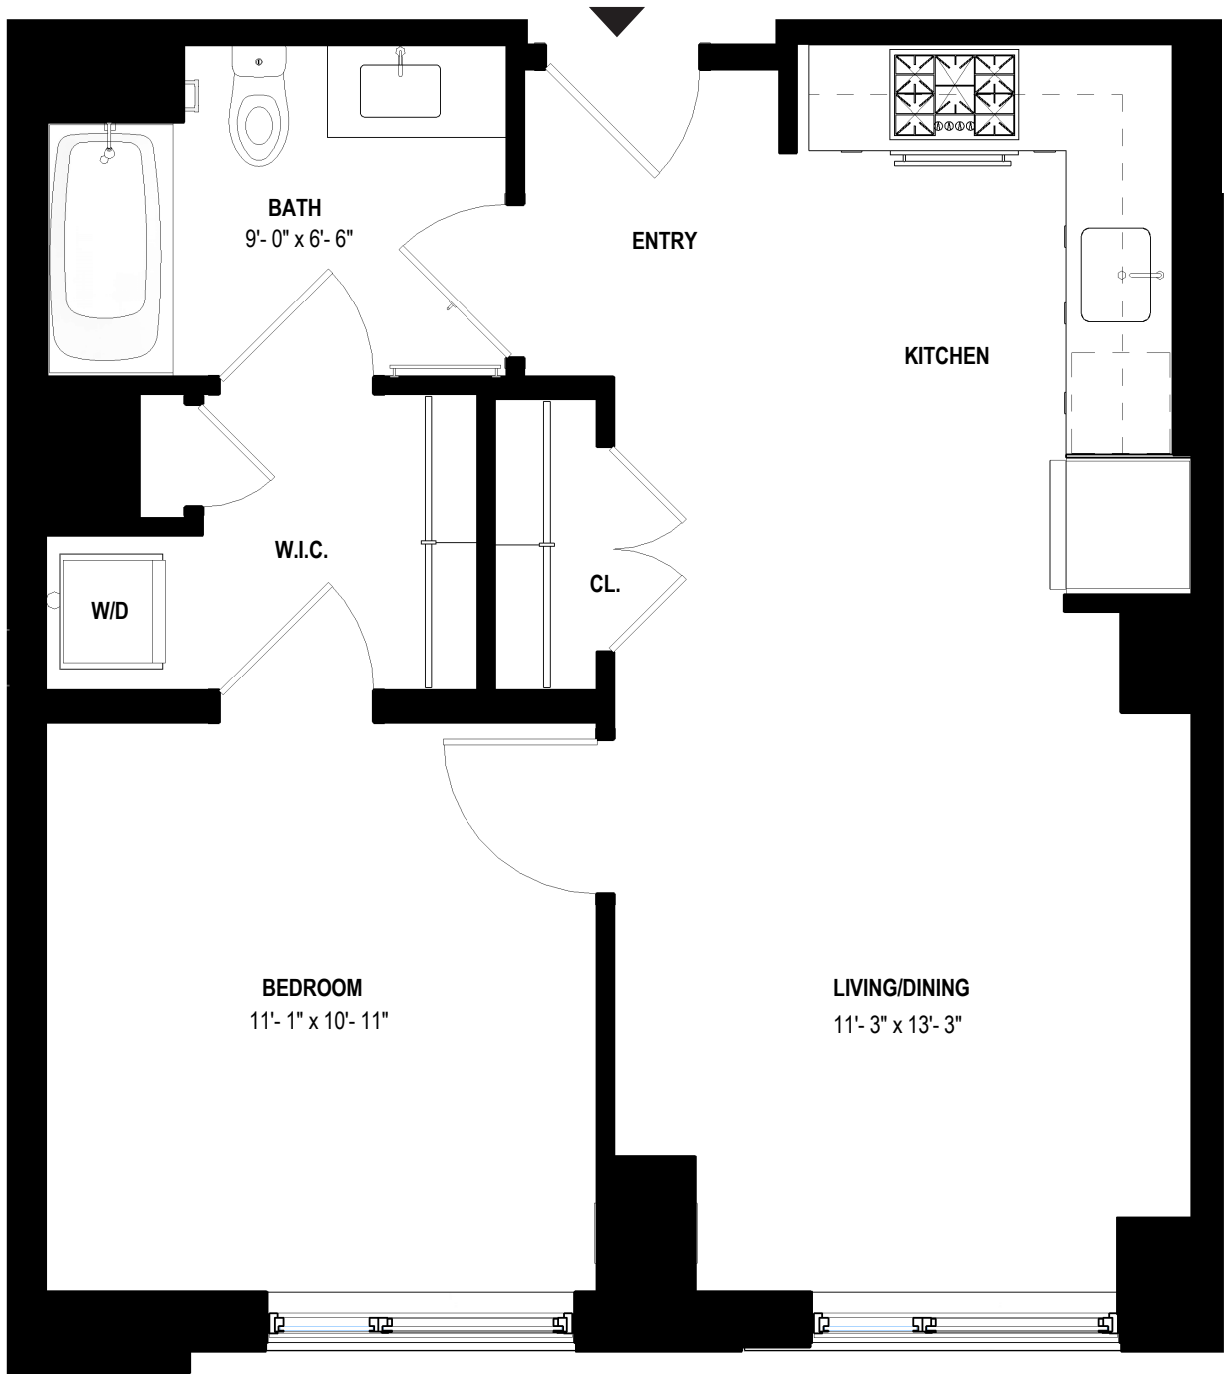 BATH
9'- 0" x 6'- 6"
ENTRY
KITCHEN
W.I.C.
CL.
W/D
BEDROOM
11'- 1" x 10'- 11"
LIVING/DINING
11'- 3" x 13'- 3"